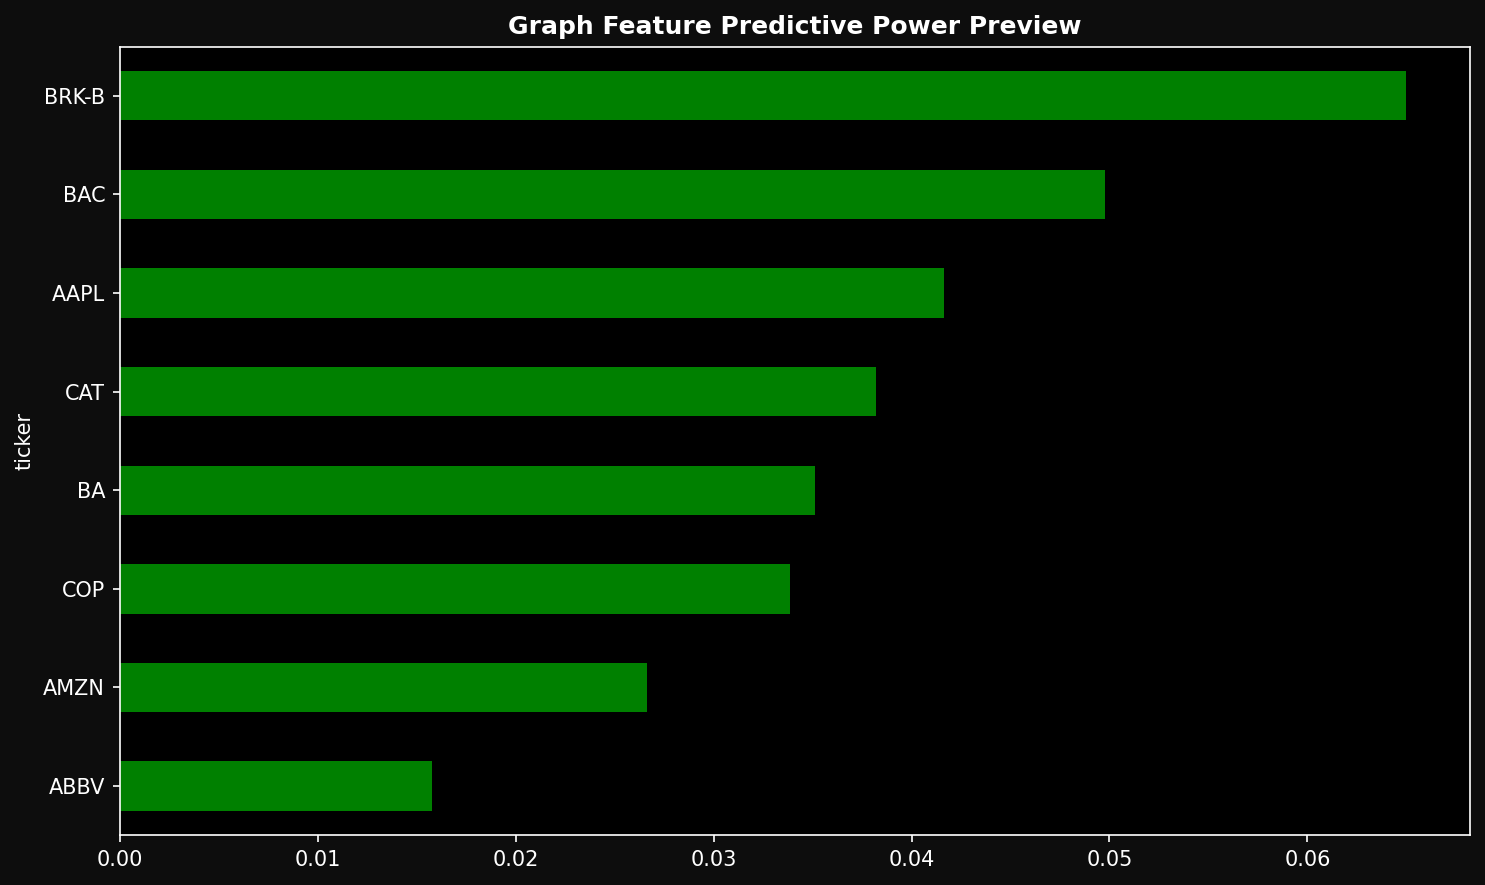 Graph Feature Predictive Power Preview
BRK-B
BAC
AAPL
CAT
BA
COP
AMZN
ABBV
ticker
0.00 0.01 0.02 0.03 0.04 0.05 0.06